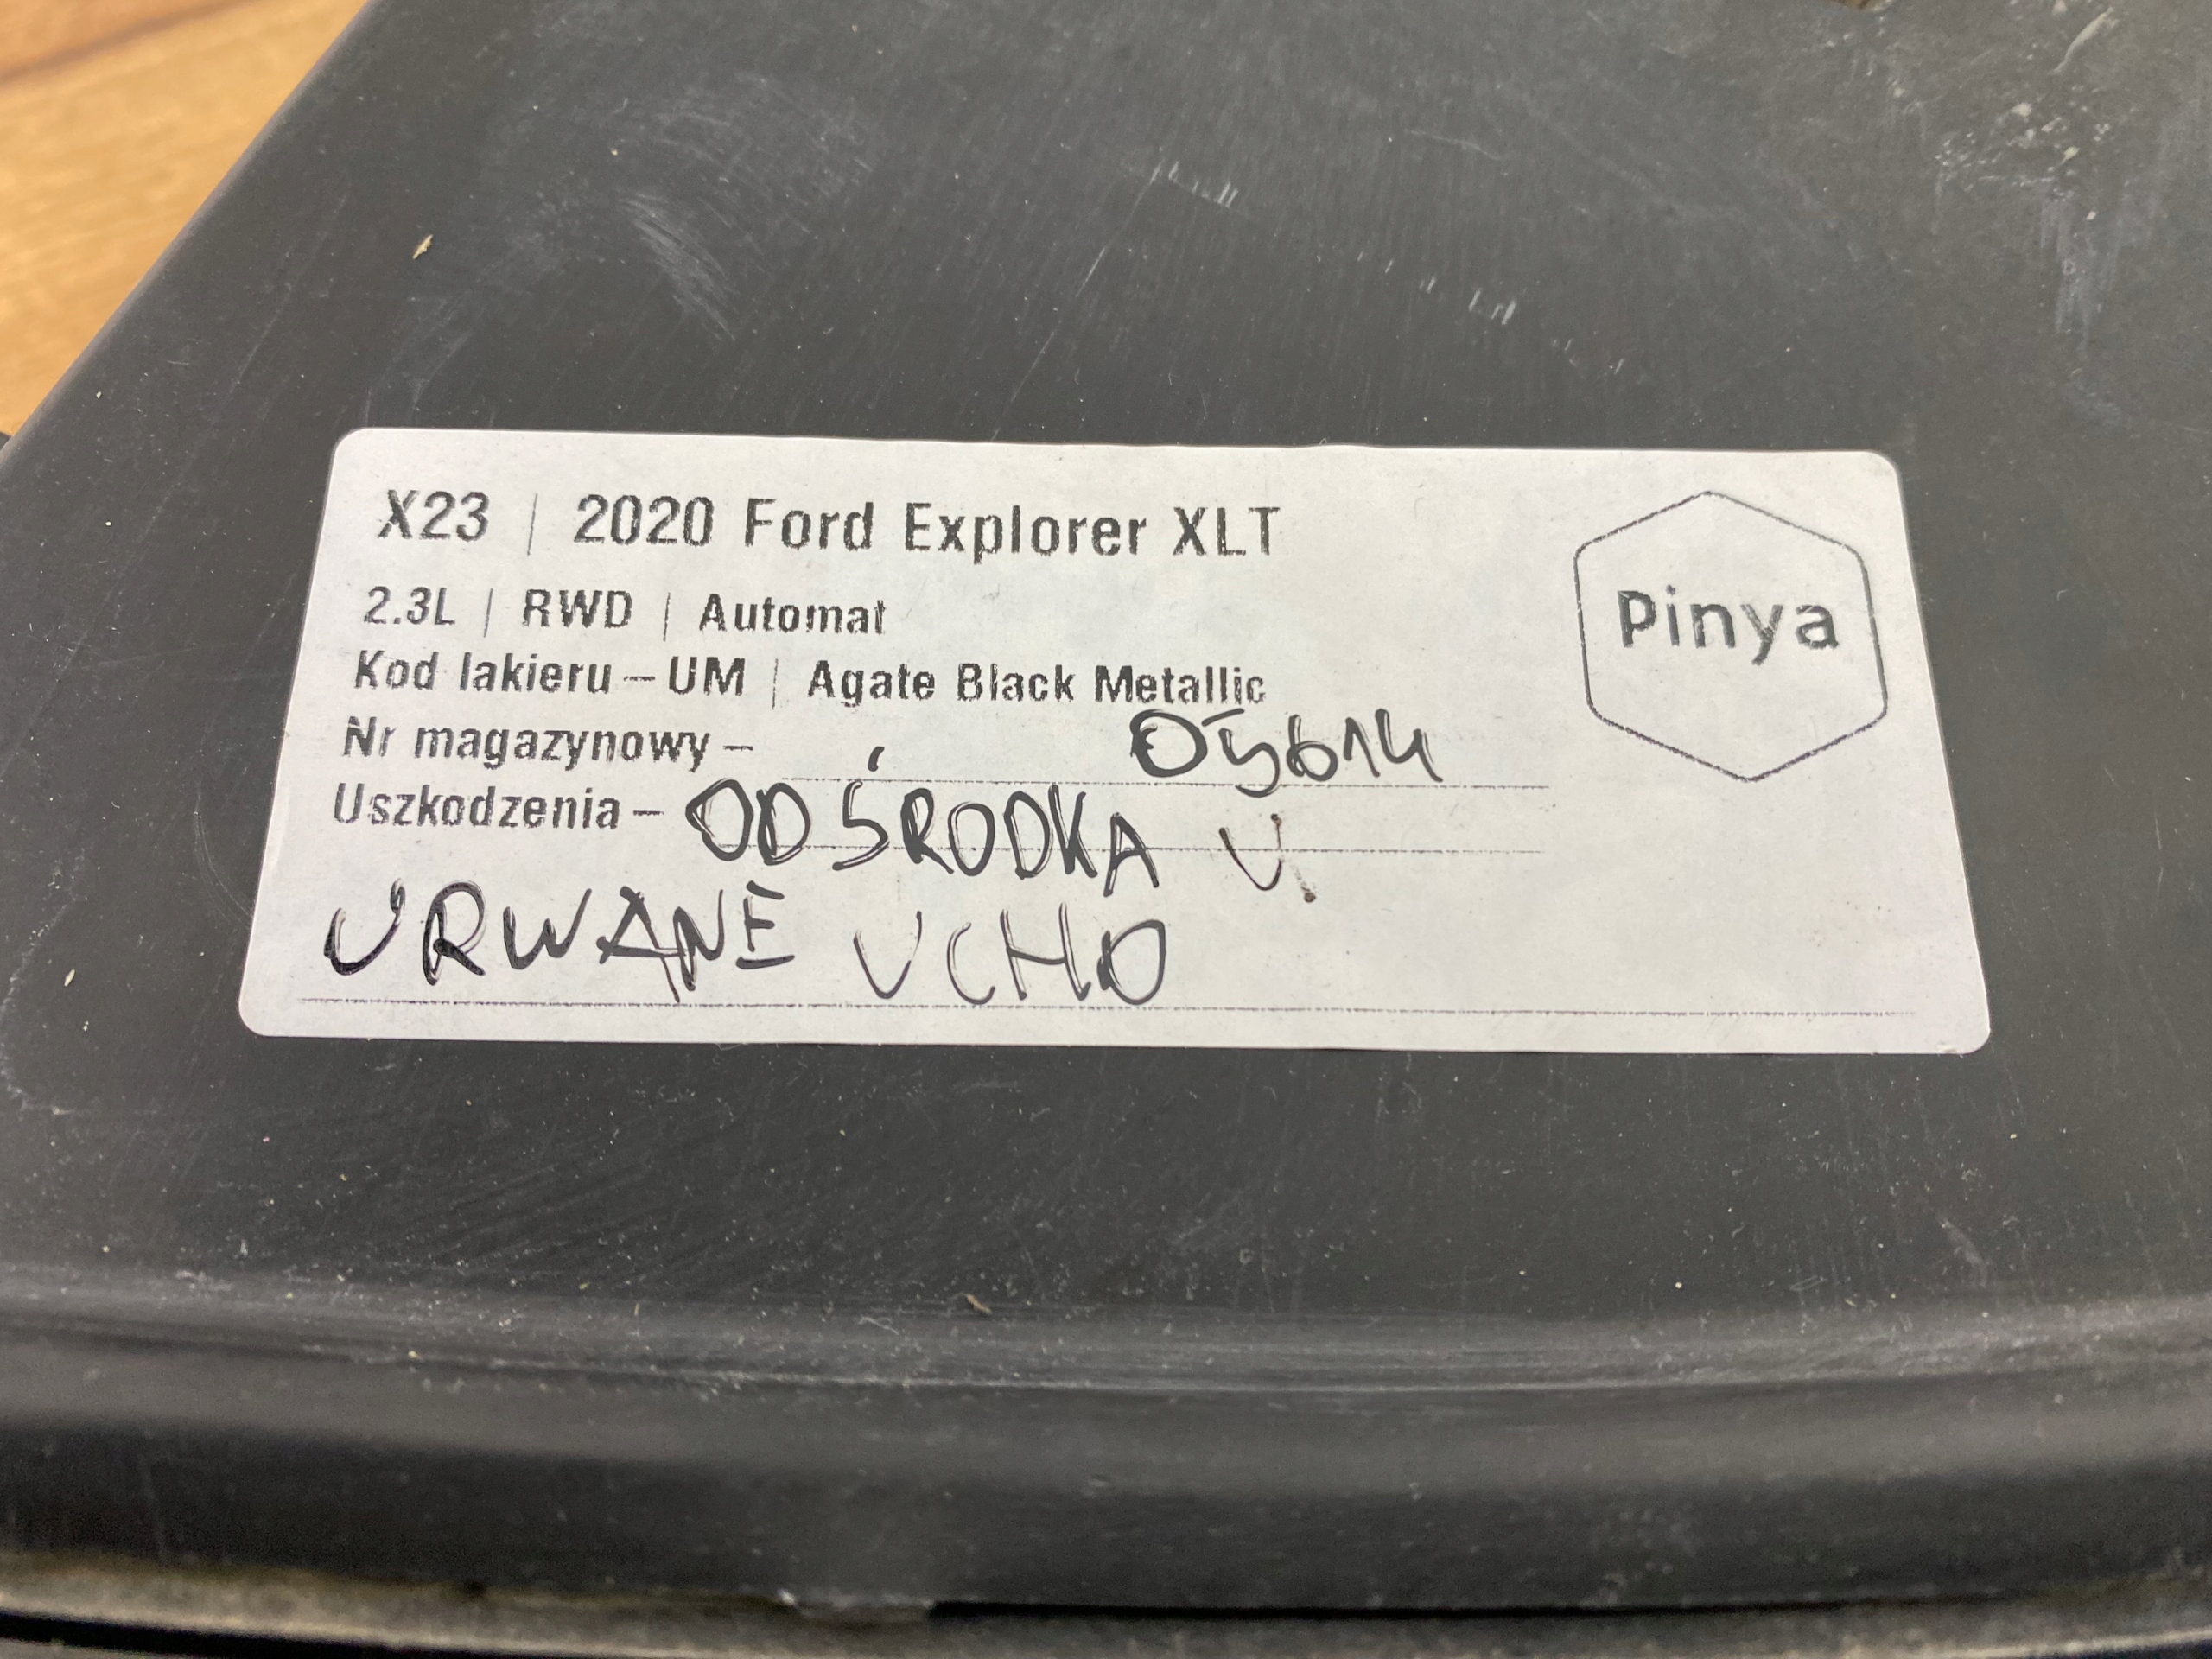 X23 | 2020 Ford Explorer XLT
Pinya
2.3L | RWD | Automat
Kod lakieru – UM | Agate Black Metallic
Nr magazynowy – 05614
Uszkodzenia – OD ŚRODKA U.
URWANE UCHO